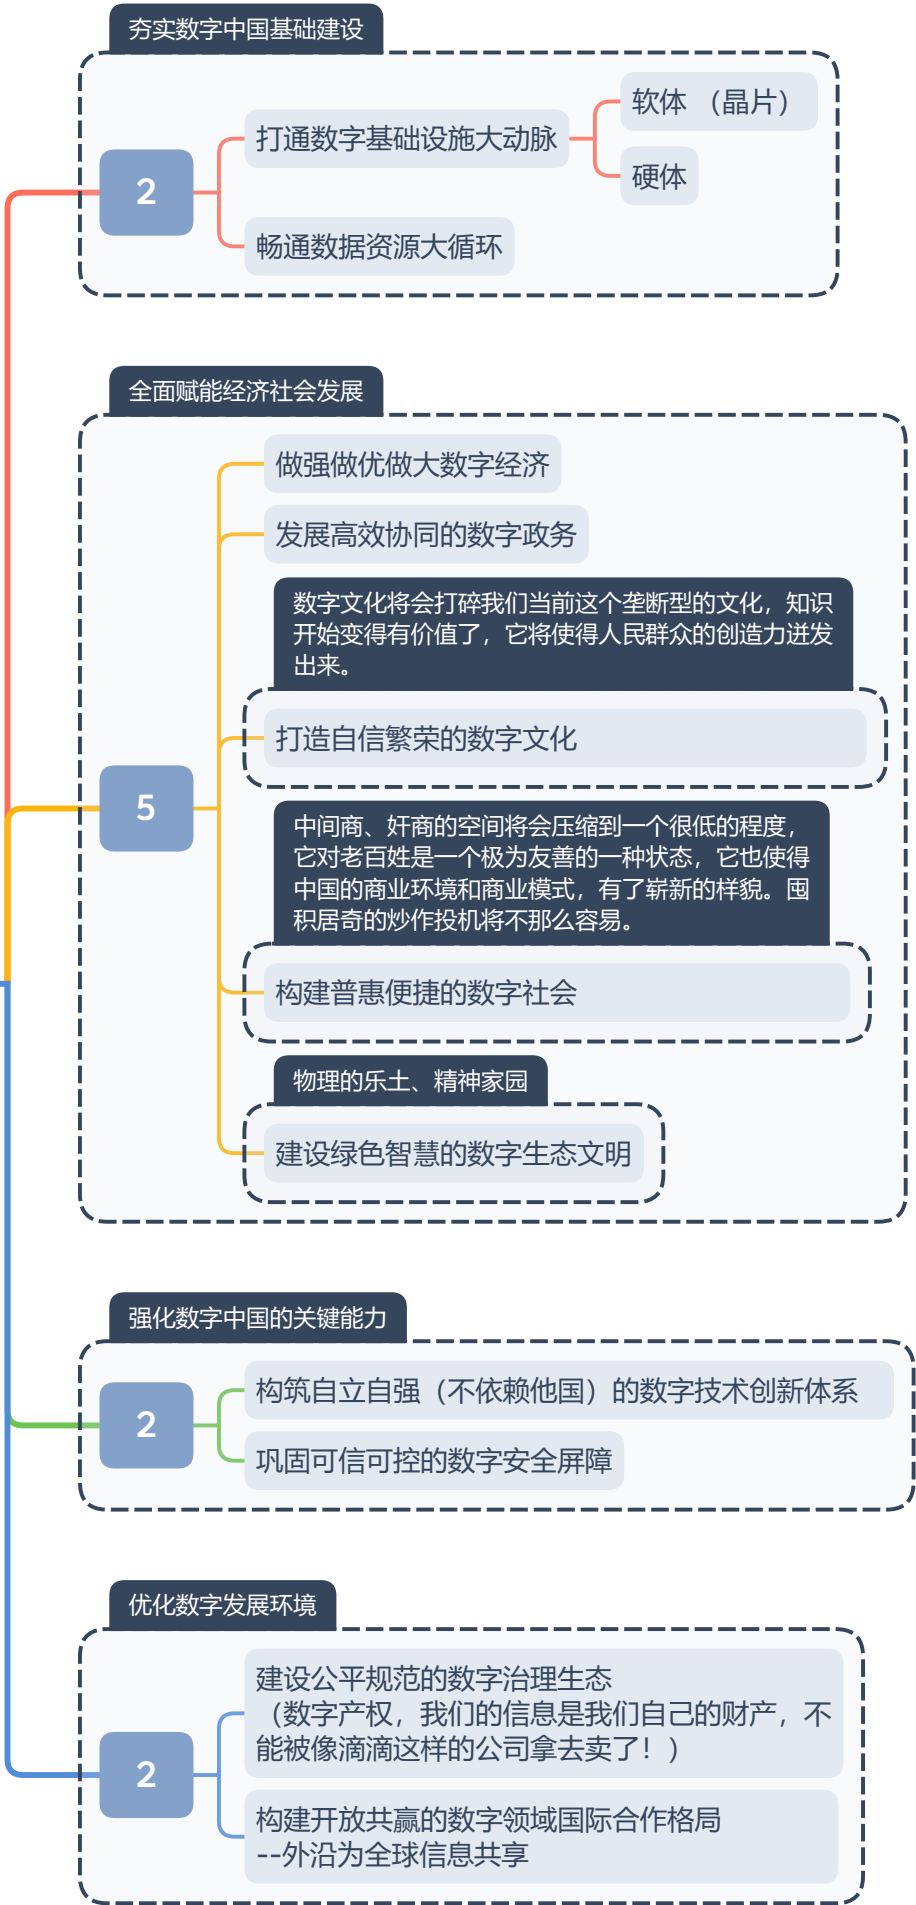 夯实数字中国基础建设
2
打通数字基础设施大动脉
软体 （晶片）
硬体
畅通数据资源大循环
全面赋能经济社会发展
5
做强做优做大数字经济
发展高效协同的数字政务
数字文化将会打碎我们当前这个垄断型的文化，知识
开始变得有价值了，它将使得人民群众的创造力迸发
出来。
打造自信繁荣的数字文化
中间商、奸商的空间将会压缩到一个很低的程度，
它对老百姓是一个极为友善的一种状态，它也使得
中国的商业环境和商业模式，有了崭新的样貌。囤
积居奇的炒作投机将不那么容易。
构建普惠便捷的数字社会
物理的乐土、精神家园
建设绿色智慧的数字生态文明
强化数字中国的关键能力
2
构筑自立自强（不依赖他国）的数字技术创新体系
巩固可信可控的数字安全屏障
优化数字发展环境
2
建设公平规范的数字治理生态
（数字产权，我们的信息是我们自己的财产，不
能被像滴滴这样的公司拿去卖了！）
构建开放共赢的数字领域国际合作格局
--外沿为全球信息共享